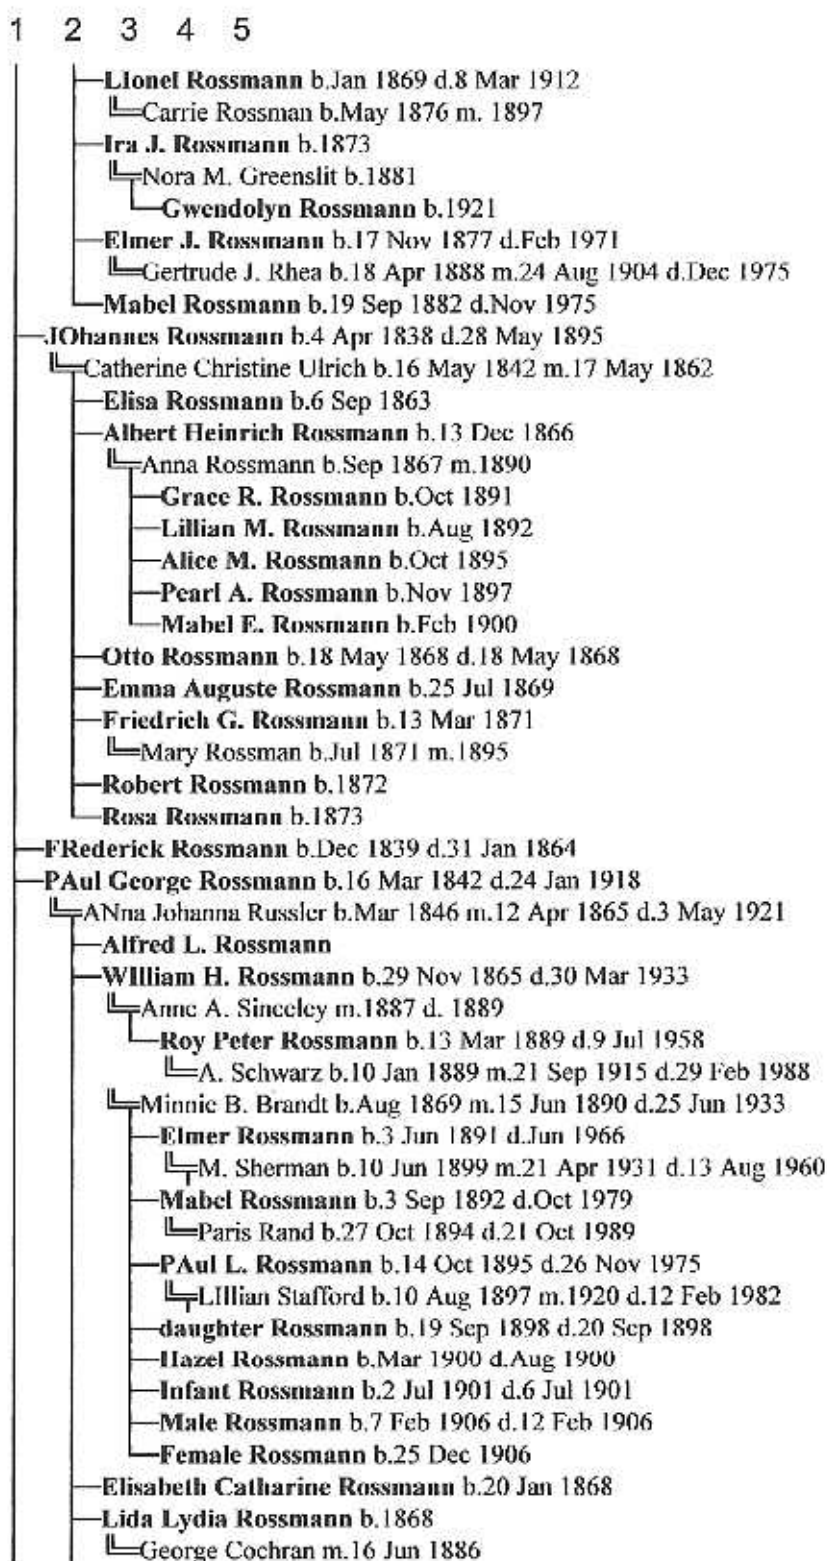 1 2 3 4 5
Lionel Rossmann b.Jan 1869 d.8 Mar 1912
Carrie Rossman b.May 1876 m. 1897
Ira J. Rossmann b.1873
Nora M. Greenslit b.1881
Gwendolyn Rossmann b.1921
Elmer J. Rossmann b.17 Nov 1877 d.Feb 1971
Gertrude J. Rhea b.18 Apr 1888 m.24 Aug 1904 d.Dec 1975
Mabel Rossmann b.19 Sep 1882 d.Nov 1975
JOhannes Rossmann b.4 Apr 1838 d.28 May 1895
Catherine Christine Ulrich b.16 May 1842 m.17 May 1862
Elisa Rossmann b.6 Sep 1863
Albert Heinrich Rossmann b.13 Dec 1866
Anna Rossmann b.Sep 1867 m.1890
Grace R. Rossmann b.Oct 1891
Lillian M. Rossmann b.Aug 1892
Alice M. Rossmann b.Oct 1895
Pearl A. Rossmann b.Nov 1897
Mabel E. Rossmann b.Feb 1900
Otto Rossmann b.18 May 1868 d.18 May 1868
Emma Auguste Rossmann b.25 Jul 1869
Friedrich G. Rossmann b.13 Mar 1871
Mary Rossman b.Jul 1871 m.1895
Robert Rossmann b.1872
Rosa Rossmann b.1873
FRederick Rossmann b.Dec 1839 d.31 Jan 1864
PAul George Rossmann b.16 Mar 1842 d.24 Jan 1918
ANna Johanna Russler b.Mar 1846 m.12 Apr 1865 d.3 May 1921
Alfred L. Rossmann
WIlliam H. Rossmann b.29 Nov 1865 d.30 Mar 1933
Anne A. Sineeley m.1887 d. 1889
Roy Peter Rossmann b.13 Mar 1889 d.9 Jul 1958
A. Schwarz b.10 Jan 1889 m.21 Sep 1915 d.29 Feb 1988
Minnie B. Brandt b.Aug 1869 m.15 Jun 1890 d.25 Jun 1933
Elmer Rossmann b.3 Jun 1891 d.Jun 1966
M. Sherman b.10 Jun 1899 m.21 Apr 1931 d.13 Aug 1960
Mabel Rossmann b.3 Sep 1892 d.Oct 1979
Paris Rand b.27 Oct 1894 d.21 Oct 1989
PAul L. Rossmann b.14 Oct 1895 d.26 Nov 1975
LIllian Stafford b.10 Aug 1897 m.1920 d.12 Feb 1982
daughter Rossmann b.19 Sep 1898 d.20 Sep 1898
Hazel Rossmann b.Mar 1900 d.Aug 1900
Infant Rossmann b.2 Jul 1901 d.6 Jul 1901
Male Rossmann b.7 Feb 1906 d.12 Feb 1906
Female Rossmann b.25 Dec 1906
Elisabeth Catharine Rossmann b.20 Jan 1868
Lida Lydia Rossmann b.1868
George Cochran m.16 Jun 1886